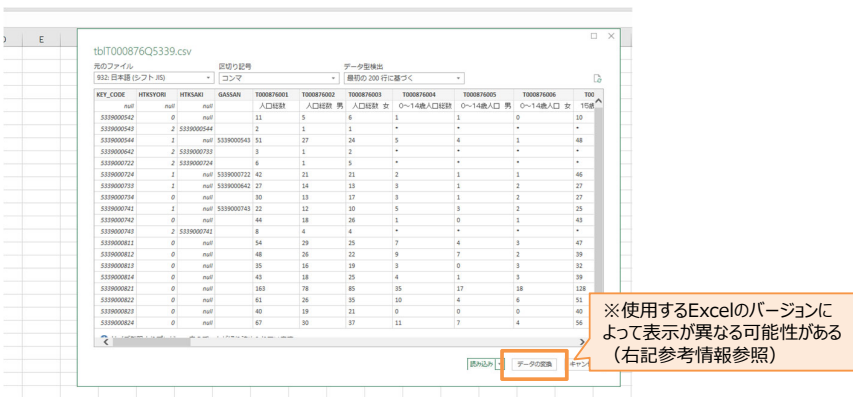 D E
tblT000876Q5339.csv
元のファイル 区切り記号 データ型検出
932: 日本語 (シフト JIS) コンマ 最初の 200 行に基づく
KEY_CODE HTKSYORI HTKSAKI GASSAN T000876001 T000876002 T000876003 T000876004 T000876005 T000876006 T00
null null null 人口総数 人口総数 男 人口総数 女 0～14歳人口総数 0～14歳人口 男 0～14歳人口 女 15歳
5339000542 0 null 11 5 6 1 1 0 10
5339000543 2 5339000544 2 1 1 * * * *
5339000544 1 null 5339000543 51 27 24 5 4 1 48
5339000642 2 5339000733 3 1 2 * * * *
5339000722 2 5339000724 6 1 5 * * * *
5339000724 1 null 5339000722 42 21 21 2 1 1 46
5339000733 1 null 5339000642 27 14 13 3 1 2 27
5339000734 0 null 30 13 17 3 1 2 27
5339000741 1 null 5339000743 22 12 10 5 3 2 25
5339000742 0 null 44 18 26 1 0 1 43
5339000743 2 5339000741 8 4 4 * * * *
5339000811 0 null 54 29 25 7 4 3 47
5339000812 0 null 48 26 22 9 7 2 39
5339000813 0 null 35 16 19 3 0 3 32
5339000814 0 null 43 18 25 4 1 3 39
5339000821 0 null 163 78 85 35 17 18 128
5339000822 0 null 61 26 35 10 4 6 51
5339000823 0 null 40 19 21 0 0 0 40
5339000824 0 null 67 30 37 11 7 4 56
読み込み データの変換 キャン
※使用するExcelのバージョンに
よって表示が異なる可能性がある
（右記参考情報参照）